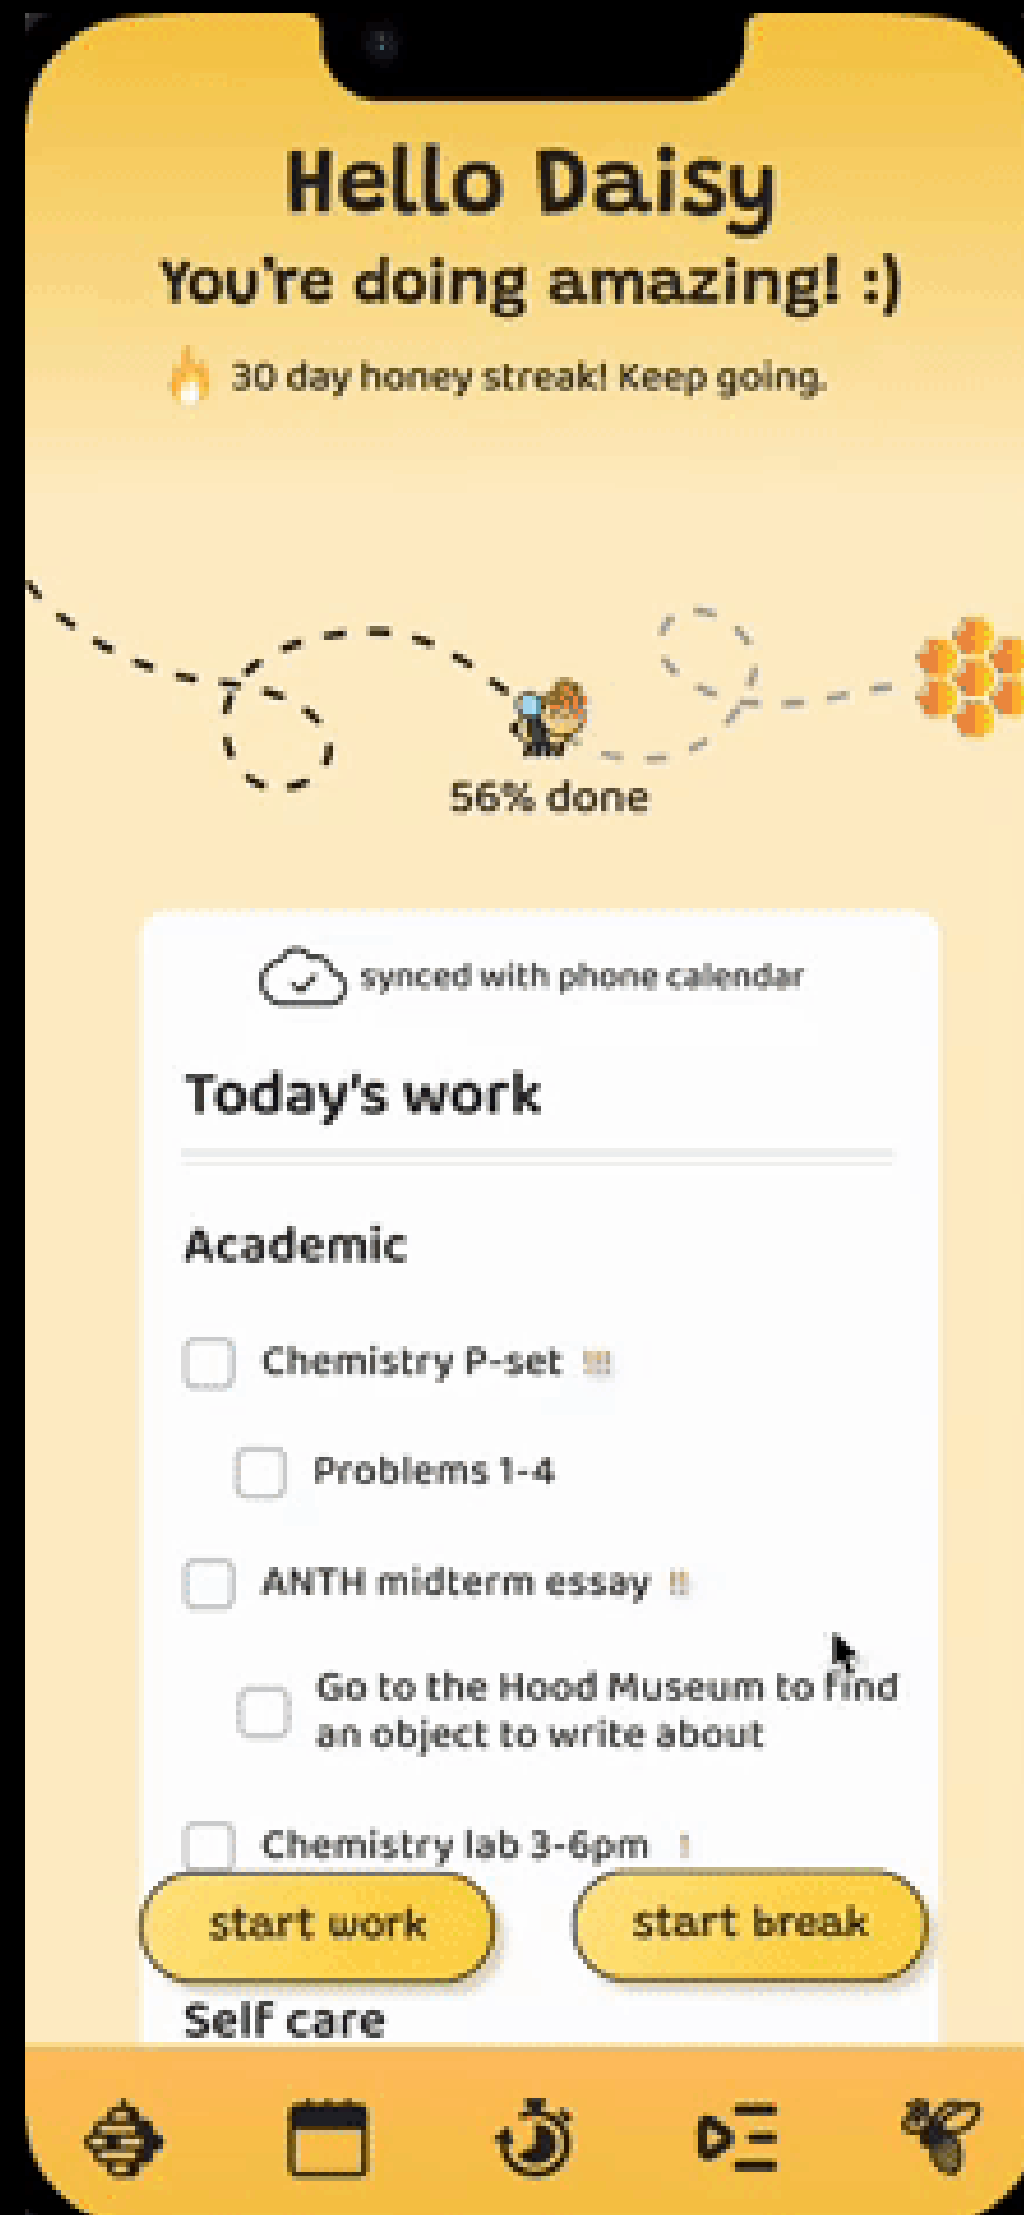 Hello Daisy
You're doing amazing! :)
🔥 30 day honey streak! Keep going.
56% done
synced with phone calendar
Today's work
Academic
Chemistry P-set !!!
Problems 1-4
ANTH midterm essay !!
Go to the Hood Museum to find
an object to write about
Chemistry lab 3-6pm !
start work
start break
Self care